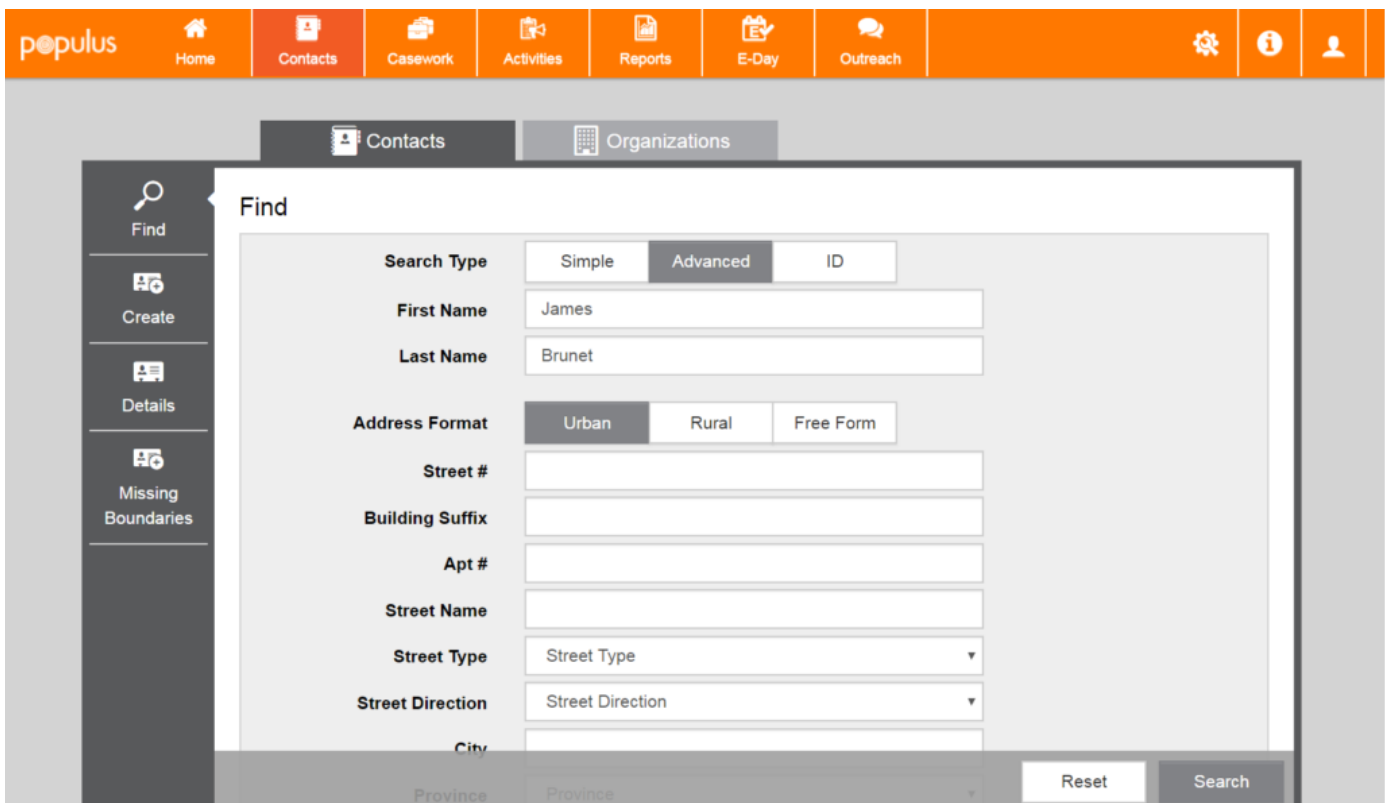 populus
Home
Contacts
Casework
Activities
Reports
E-Day
Outreach
Contacts
Organizations
Find
Create
Details
Missing
Boundaries
Find
Search Type Simple Advanced ID
First Name James
Last Name Brunet
Address Format Urban Rural Free Form
Street #
Building Suffix
Apt #
Street Name
Street Type Street Type
Street Direction Street Direction
City
Province Province
Reset Search